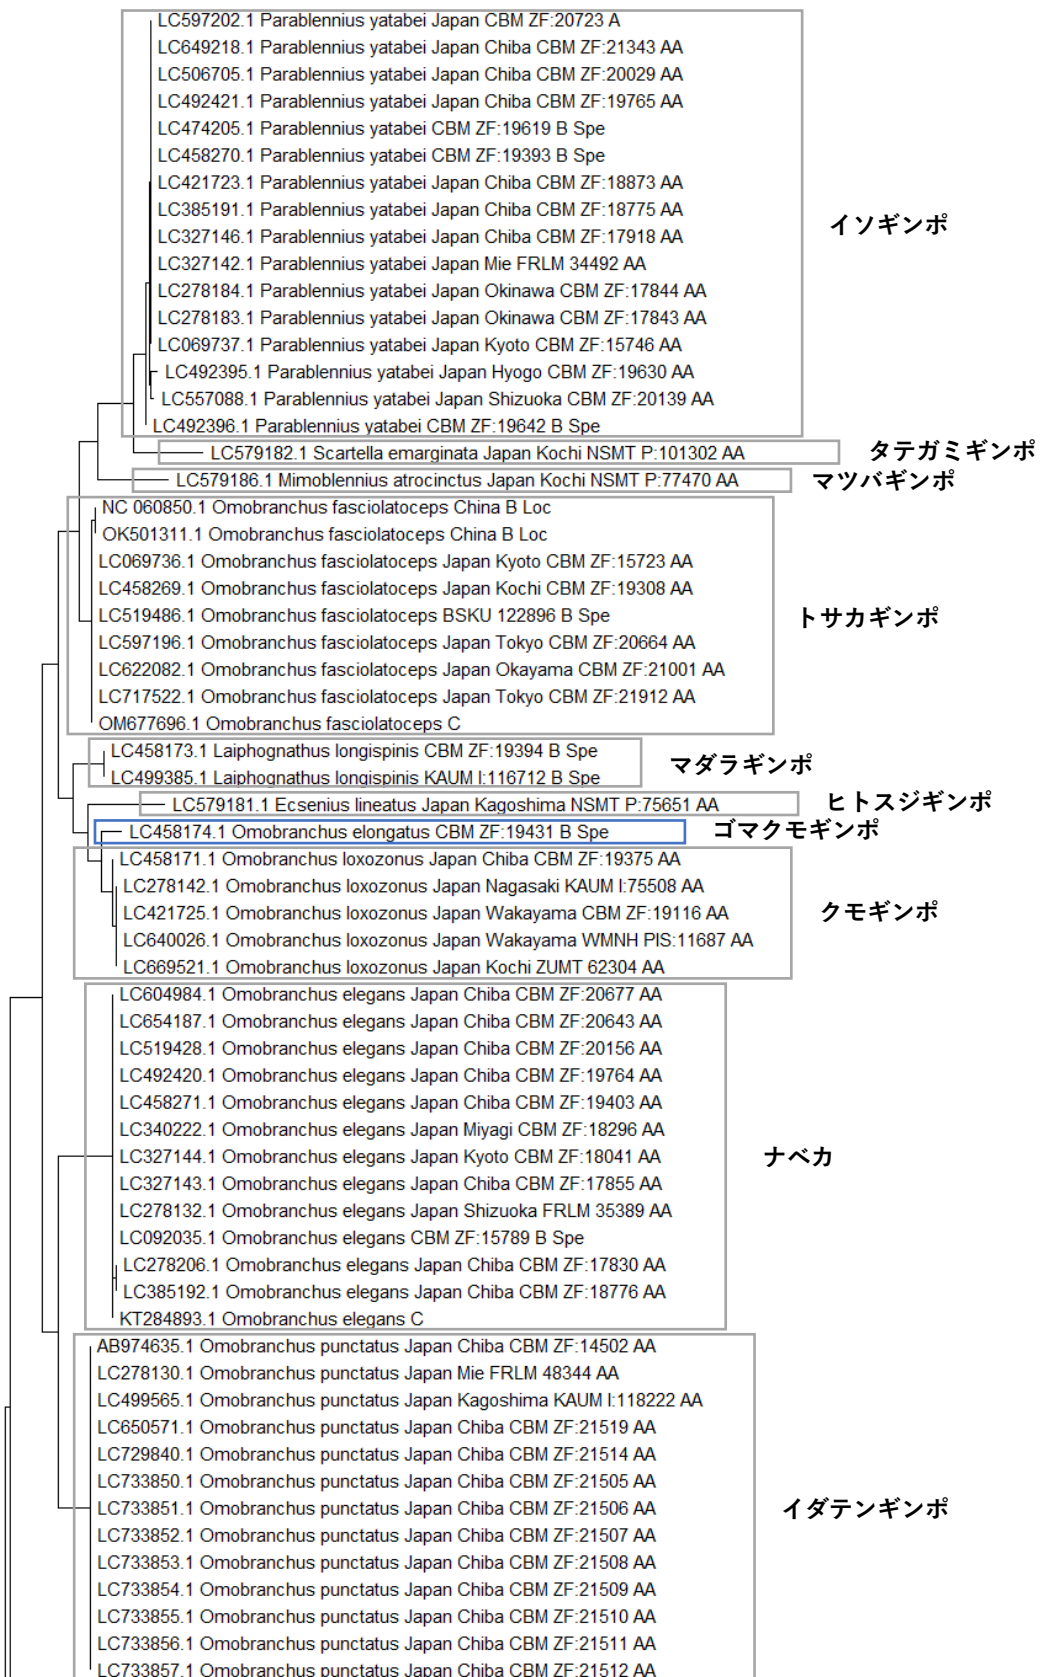 LC597202.1 Parablennius yatabei Japan CBM ZF:20723 A
LC649218.1 Parablennius yatabei Japan Chiba CBM ZF:21343 AA
LC506705.1 Parablennius yatabei Japan Chiba CBM ZF:20029 AA
LC492421.1 Parablennius yatabei Japan Chiba CBM ZF:19765 AA
LC474205.1 Parablennius yatabei CBM ZF:19619 B Spe
LC458270.1 Parablennius yatabei CBM ZF:19393 B Spe
LC421723.1 Parablennius yatabei Japan Chiba CBM ZF:18873 AA
LC385191.1 Parablennius yatabei Japan Chiba CBM ZF:18775 AA
イソギンポ
LC327146.1 Parablennius yatabei Japan Chiba CBM ZF:17918 AA
LC327142.1 Parablennius yatabei Japan Mie FRLM 34492 AA
LC278184.1 Parablennius yatabei Japan Okinawa CBM ZF:17844 AA
LC278183.1 Parablennius yatabei Japan Okinawa CBM ZF:17843 AA
LC069737.1 Parablennius yatabei Japan Kyoto CBM ZF:15746 AA
LC492395.1 Parablennius yatabei Japan Hyogo CBM ZF:19630 AA
LC557088.1 Parablennius yatabei Japan Shizuoka CBM ZF:20139 AA
LC492396.1 Parablennius yatabei CBM ZF:19642 B Spe
LC579182.1 Scartella emarginata Japan Kochi NSMT P:101302 AA
タテガミギンポ
LC579186.1 Mimoblennius atrocinctus Japan Kochi NSMT P:77470 AA
マツバギンポ
NC 060850.1 Omobranchus fasciolatoceps China B Loc
OK501311.1 Omobranchus fasciolatoceps China B Loc
LC069736.1 Omobranchus fasciolatoceps Japan Kyoto CBM ZF:15723 AA
LC458269.1 Omobranchus fasciolatoceps Japan Kochi CBM ZF:19308 AA
LC519486.1 Omobranchus fasciolatoceps BSKU 122896 B Spe
トサカギンポ
LC597196.1 Omobranchus fasciolatoceps Japan Tokyo CBM ZF:20664 AA
LC622082.1 Omobranchus fasciolatoceps Japan Okayama CBM ZF:21001 AA
LC717522.1 Omobranchus fasciolatoceps Japan Tokyo CBM ZF:21912 AA
OM677696.1 Omobranchus fasciolatoceps C
LC458173.1 Laiphognathus longispinis CBM ZF:19394 B Spe
マダラギンポ
LC499385.1 Laiphognathus longispinis KAUM I:116712 B Spe
LC579181.1 Ecsenius lineatus Japan Kagoshima NSMT P:75651 AA
ヒトスジギンポ
LC458174.1 Omobranchus elongatus CBM ZF:19431 B Spe
ゴマクモギンポ
LC458171.1 Omobranchus loxozonus Japan Chiba CBM ZF:19375 AA
LC278142.1 Omobranchus loxozonus Japan Nagasaki KAUM I:75508 AA
LC421725.1 Omobranchus loxozonus Japan Wakayama CBM ZF:19116 AA
クモギンポ
LC640026.1 Omobranchus loxozonus Japan Wakayama WMNH PIS:11687 AA
LC669521.1 Omobranchus loxozonus Japan Kochi ZUMT 62304 AA
LC604984.1 Omobranchus elegans Japan Chiba CBM ZF:20677 AA
LC654187.1 Omobranchus elegans Japan Chiba CBM ZF:20643 AA
LC519428.1 Omobranchus elegans Japan Chiba CBM ZF:20156 AA
LC492420.1 Omobranchus elegans Japan Chiba CBM ZF:19764 AA
LC458271.1 Omobranchus elegans Japan Chiba CBM ZF:19403 AA
LC340222.1 Omobranchus elegans Japan Miyagi CBM ZF:18296 AA
LC327144.1 Omobranchus elegans Japan Kyoto CBM ZF:18041 AA
ナベカ
LC327143.1 Omobranchus elegans Japan Chiba CBM ZF:17855 AA
LC278132.1 Omobranchus elegans Japan Shizuoka FRLM 35389 AA
LC092035.1 Omobranchus elegans CBM ZF:15789 B Spe
LC278206.1 Omobranchus elegans Japan Chiba CBM ZF:17830 AA
LC385192.1 Omobranchus elegans Japan Chiba CBM ZF:18776 AA
KT284893.1 Omobranchus elegans C
AB974635.1 Omobranchus punctatus Japan Chiba CBM ZF:14502 AA
LC278130.1 Omobranchus punctatus Japan Mie FRLM 48344 AA
LC499565.1 Omobranchus punctatus Japan Kagoshima KAUM I:118222 AA
LC650571.1 Omobranchus punctatus Japan Chiba CBM ZF:21519 AA
LC729840.1 Omobranchus punctatus Japan Chiba CBM ZF:21514 AA
LC733850.1 Omobranchus punctatus Japan Chiba CBM ZF:21505 AA
LC733851.1 Omobranchus punctatus Japan Chiba CBM ZF:21506 AA
イダテンギンポ
LC733852.1 Omobranchus punctatus Japan Chiba CBM ZF:21507 AA
LC733853.1 Omobranchus punctatus Japan Chiba CBM ZF:21508 AA
LC733854.1 Omobranchus punctatus Japan Chiba CBM ZF:21509 AA
LC733855.1 Omobranchus punctatus Japan Chiba CBM ZF:21510 AA
LC733856.1 Omobranchus punctatus Japan Chiba CBM ZF:21511 AA
LC733857.1 Omobranchus punctatus Japan Chiba CBM ZF:21512 AA